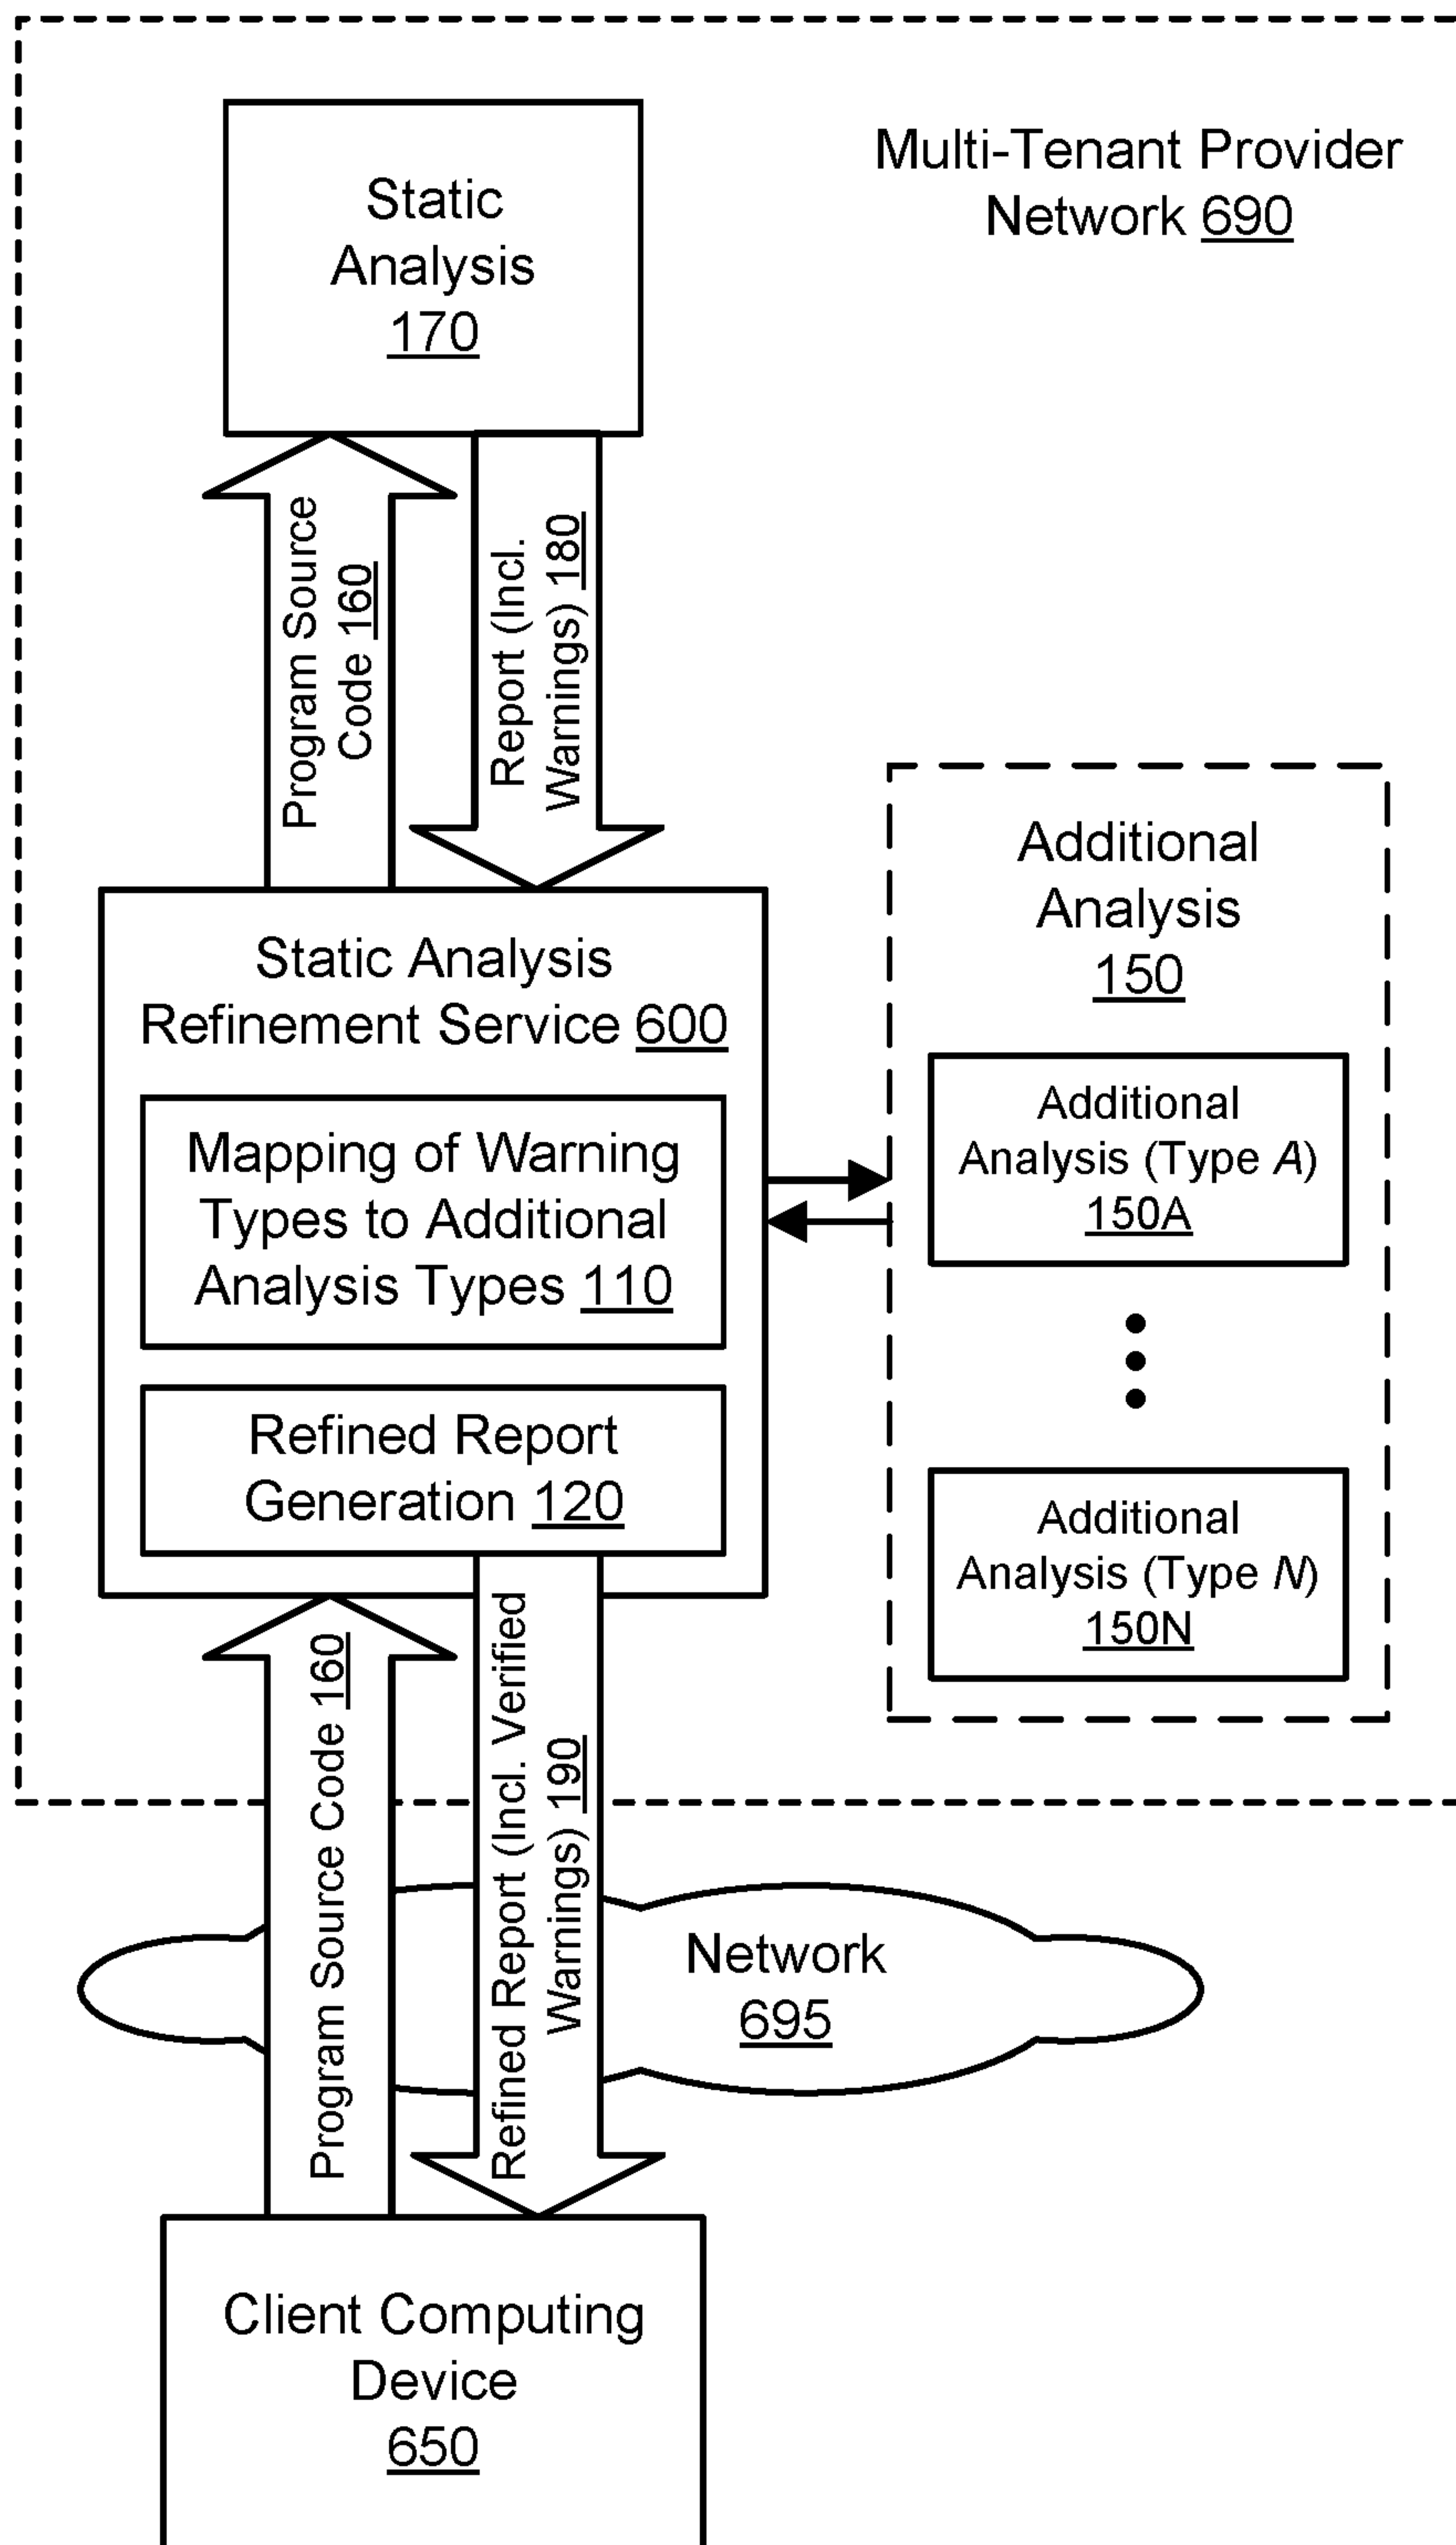 Multi-Tenant Provider
Network 690
Static
Analysis
170
Program Source
Code 160
Report (Incl.
Warnings) 180
Static Analysis
Refinement Service 600
Mapping of Warning
Types to Additional
Analysis Types 110
Refined Report
Generation 120
Additional
Analysis
150
Additional
Analysis (Type A)
150A
Additional
Analysis (Type N)
150N
Program Source Code 160
Refined Report (Incl. Verified
Warnings) 190
Network
695
Client Computing
Device
650